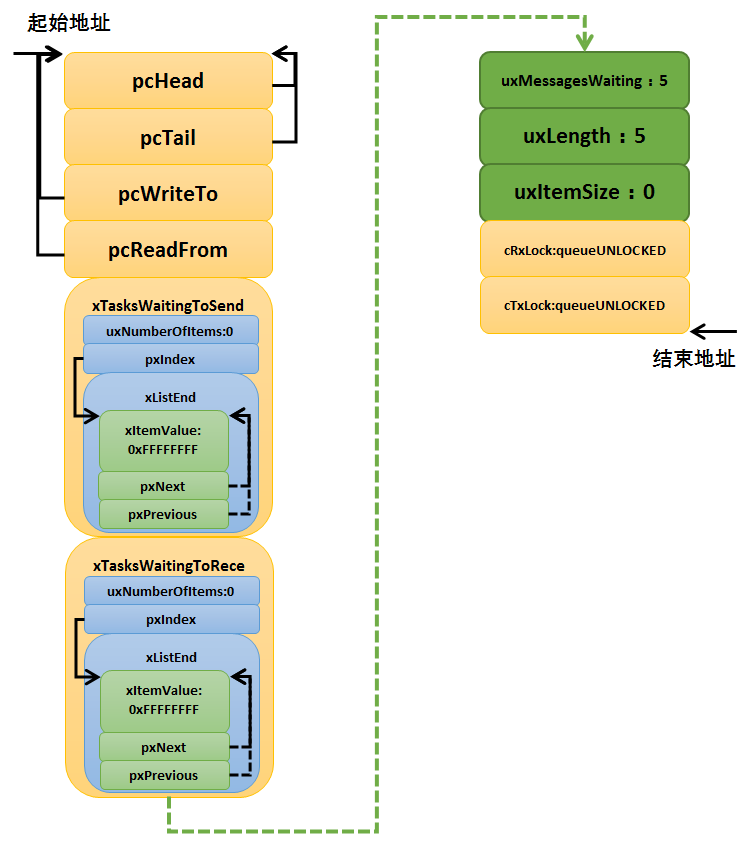 起始地址
pcHead
pcTail
pcWriteTo
pcReadFrom
xTasksWaitingToSend
uxNumberOfItems:0
pxIndex
xListEnd
xItemValue:
0xFFFFFFFF
pxNext
pxPrevious
xTasksWaitingToRece
uxNumberOfItems:0
pxIndex
xListEnd
xItemValue:
0xFFFFFFFF
pxNext
pxPrevious
uxMessagesWaiting：5
uxLength：5
uxItemSize：0
cRxLock:queueUNLOCKED
cTxLock:queueUNLOCKED
结束地址